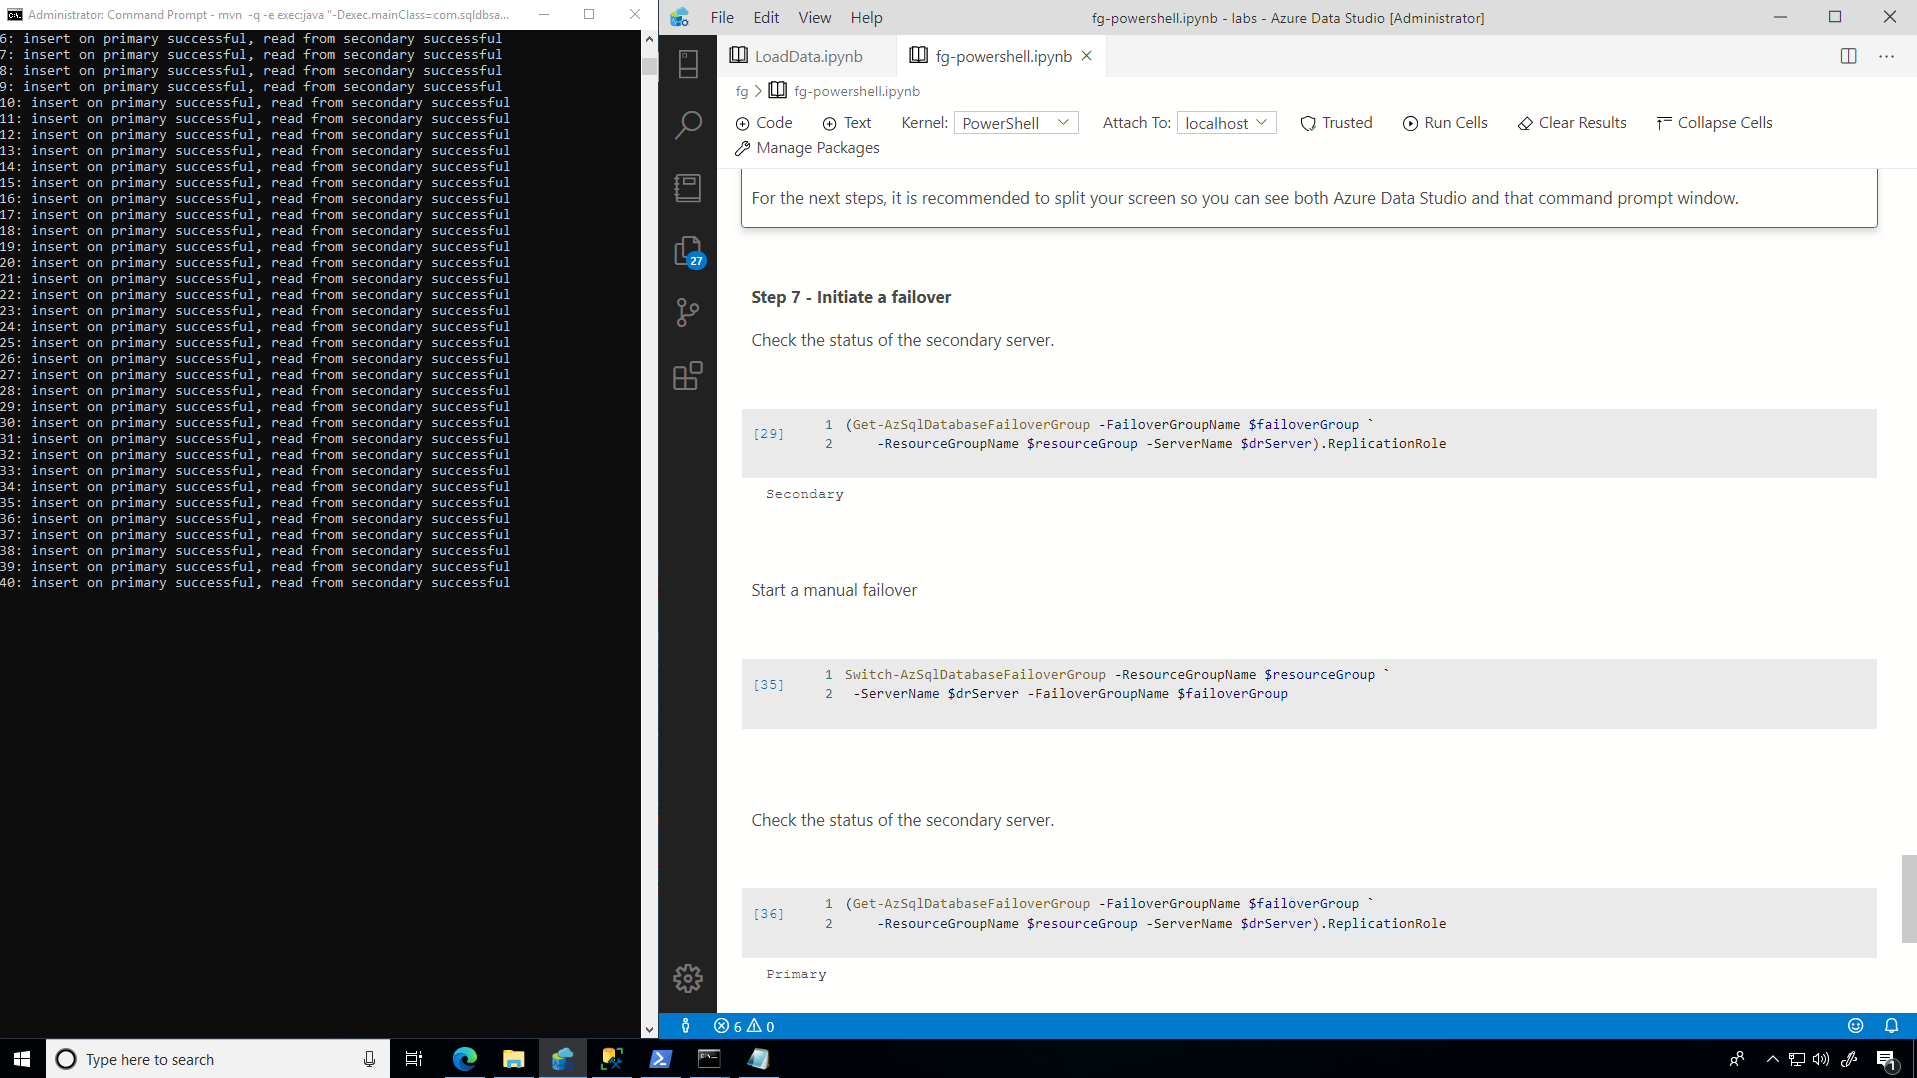 Administrator: Command Prompt - mvn -q -e exec:java "-Dexec.mainClass=com.sqldbsa...
6: insert on primary successful, read from secondary successful
7: insert on primary successful, read from secondary successful
8: insert on primary successful, read from secondary successful
9: insert on primary successful, read from secondary successful
10: insert on primary successful, read from secondary successful
11: insert on primary successful, read from secondary successful
12: insert on primary successful, read from secondary successful
13: insert on primary successful, read from secondary successful
14: insert on primary successful, read from secondary successful
15: insert on primary successful, read from secondary successful
16: insert on primary successful, read from secondary successful
17: insert on primary successful, read from secondary successful
18: insert on primary successful, read from secondary successful
19: insert on primary successful, read from secondary successful
20: insert on primary successful, read from secondary successful
21: insert on primary successful, read from secondary successful
22: insert on primary successful, read from secondary successful
23: insert on primary successful, read from secondary successful
24: insert on primary successful, read from secondary successful
25: insert on primary successful, read from secondary successful
26: insert on primary successful, read from secondary successful
27: insert on primary successful, read from secondary successful
28: insert on primary successful, read from secondary successful
29: insert on primary successful, read from secondary successful
30: insert on primary successful, read from secondary successful
31: insert on primary successful, read from secondary successful
32: insert on primary successful, read from secondary successful
33: insert on primary successful, read from secondary successful
34: insert on primary successful, read from secondary successful
35: insert on primary successful, read from secondary successful
36: insert on primary successful, read from secondary successful
37: insert on primary successful, read from secondary successful
38: insert on primary successful, read from secondary successful
39: insert on primary successful, read from secondary successful
40: insert on primary successful, read from secondary successful
File Edit View Help fg-powershell.ipynb - labs - Azure Data Studio [Administrator]
LoadData.ipynb fg-powershell.ipynb
fg > fg-powershell.ipynb
Code Text Kernel: PowerShell Attach To: localhost Trusted Run Cells Clear Results Collapse Cells
Manage Packages
For the next steps, it is recommended to split your screen so you can see both Azure Data Studio and that command prompt window.
27
Step 7 - Initiate a failover
Check the status of the secondary server.
[29] 1 (Get-AzSqlDatabaseFailoverGroup -FailoverGroupName $failoverGroup `
2 -ResourceGroupName $resourceGroup -ServerName $drServer).ReplicationRole
Secondary
Start a manual failover
[35] 1 Switch-AzSqlDatabaseFailoverGroup -ResourceGroupName $resourceGroup `
2 -ServerName $drServer -FailoverGroupName $failoverGroup
Check the status of the secondary server.
[36] 1 (Get-AzSqlDatabaseFailoverGroup -FailoverGroupName $failoverGroup `
2 -ResourceGroupName $resourceGroup -ServerName $drServer).ReplicationRole
Primary
6 0
Type here to search
1